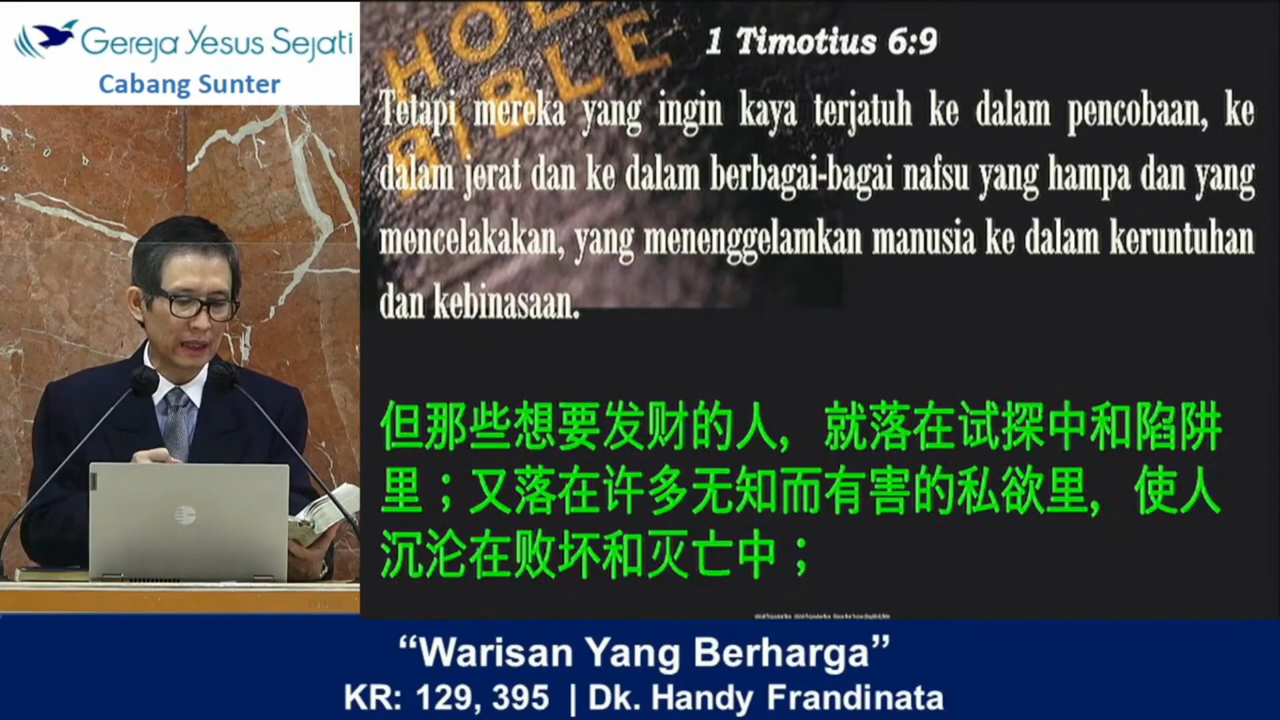 Gereja Yesus Sejati
Cabang Sunter
HOLY BIBLE
1 Timotius 6:9
Tetapi mereka yang ingin kaya terjatuh ke dalam pencobaan, ke
dalam jerat dan ke dalam berbagai-bagai nafsu yang hampa dan yang
mencelakakan, yang menenggelamkan manusia ke dalam keruntuhan
dan kebinasaan.
但那些想要发财的人，就落在试探中和陷阱
里；又落在许多无知而有害的私欲里，使人
沉沦在败坏和灭亡中；
“Warisan Yang Berharga”
KR: 129, 395 | Dk. Handy Frandinata